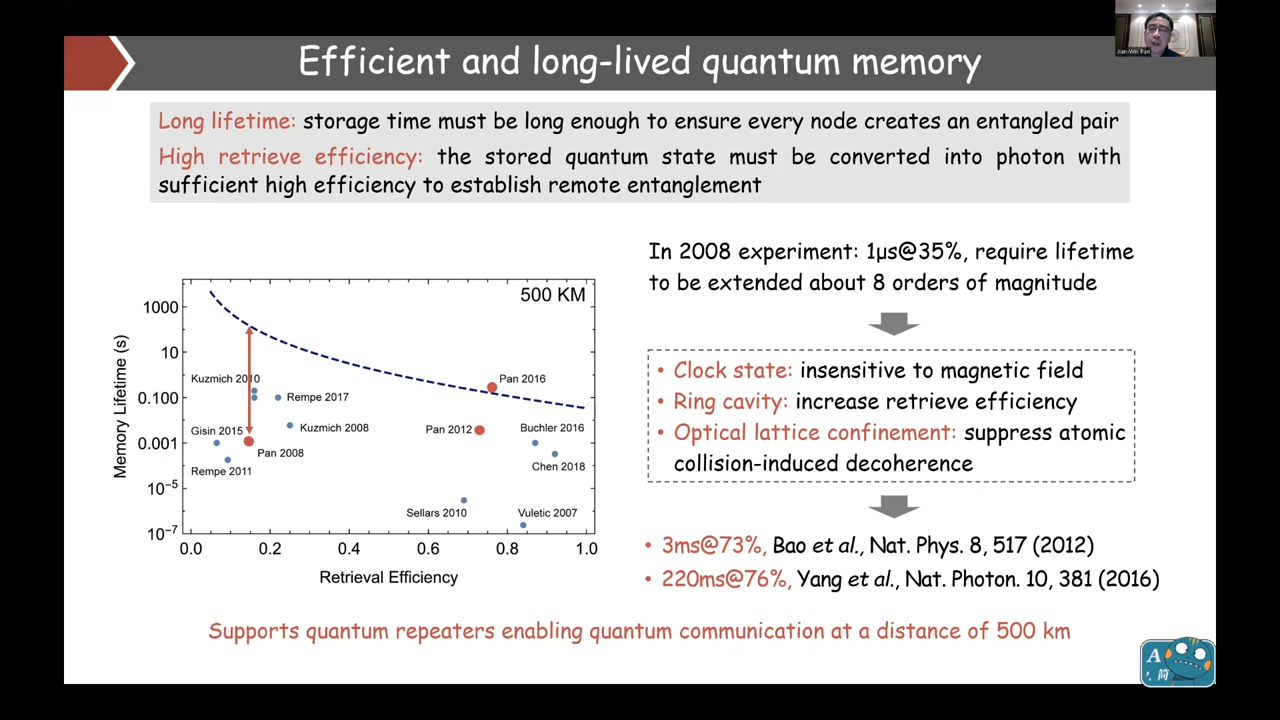 Efficient and long-lived quantum memory
Jian-Wei Pan
Long lifetime: storage time must be long enough to ensure every node creates an entangled pair
High retrieve efficiency: the stored quantum state must be converted into photon with
sufficient high efficiency to establish remote entanglement
500 KM
1000
10
0.100
0.001
10⁻⁵
10⁻⁷
Memory Lifetime (s)
Kuzmich 2010
Rempe 2017
Gisin 2015
Kuzmich 2008
Pan 2008
Rempe 2011
Pan 2016
Pan 2012
Buchler 2016
Chen 2018
Sellars 2010
Vuletic 2007
0.0 0.2 0.4 0.6 0.8 1.0
Retrieval Efficiency
In 2008 experiment: 1μs@35%, require lifetime
to be extended about 8 orders of magnitude
• Clock state: insensitive to magnetic field
• Ring cavity: increase retrieve efficiency
• Optical lattice confinement: suppress atomic
collision-induced decoherence
• 3ms@73%, Bao et al., Nat. Phys. 8, 517 (2012)
• 220ms@76%, Yang et al., Nat. Photon. 10, 381 (2016)
Supports quantum repeaters enabling quantum communication at a distance of 500 km
A
简